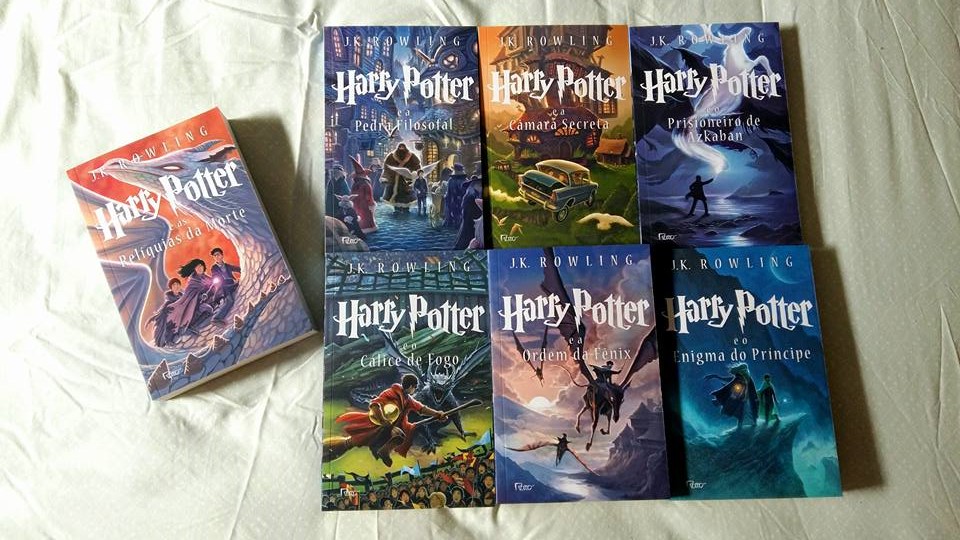 J.K. ROWLING
Harry Potter
e as
Relíquias da Morte
Rocco
J.K. ROWLING
Harry Potter
e a
Pedra Filosofal
Rocco
J.K. ROWLING
Harry Potter
e a
Câmara Secreta
Rocco
J.K. ROWLING
Harry Potter
e o
Prisioneiro de
Azkaban
Rocco
J.K. ROWLING
Harry Potter
e o
Cálice de Fogo
Rocco
J.K. ROWLING
Harry Potter
e a
Ordem da Fênix
Rocco
J.K. ROWLING
Harry Potter
e o
Enigma do Príncipe
Rocco